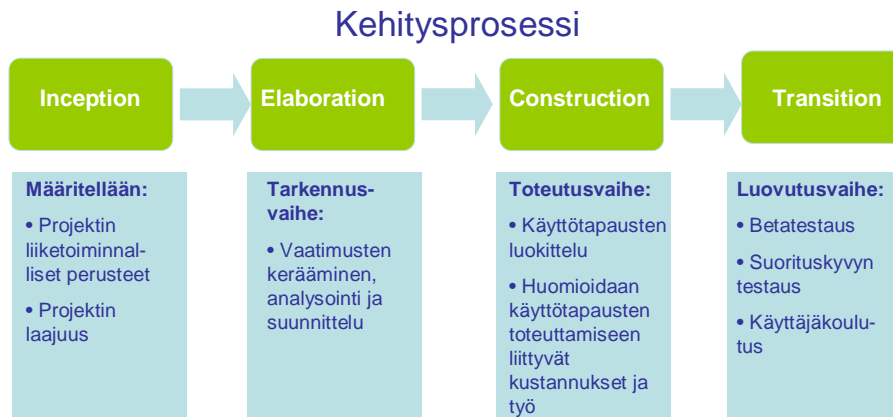 Kehitysprosessi
Inception
Elaboration
Construction
Transition
Määritellään:
• Projektin
liiketoiminnal-
liset perusteet
• Projektin
laajuus
Tarkennus-
vaihe:
• Vaatimusten
kerääminen,
analysointi ja
suunnittelu
Toteutusvaihe:
• Käyttötapausten
luokittelu
• Huomioidaan
käyttötapausten
toteuttamiseen
liittyvät
kustannukset ja
työ
Luovutusvaihe:
• Betatestaus
• Suorituskyvyn
testaus
• Käyttäjäkoulu-
tus